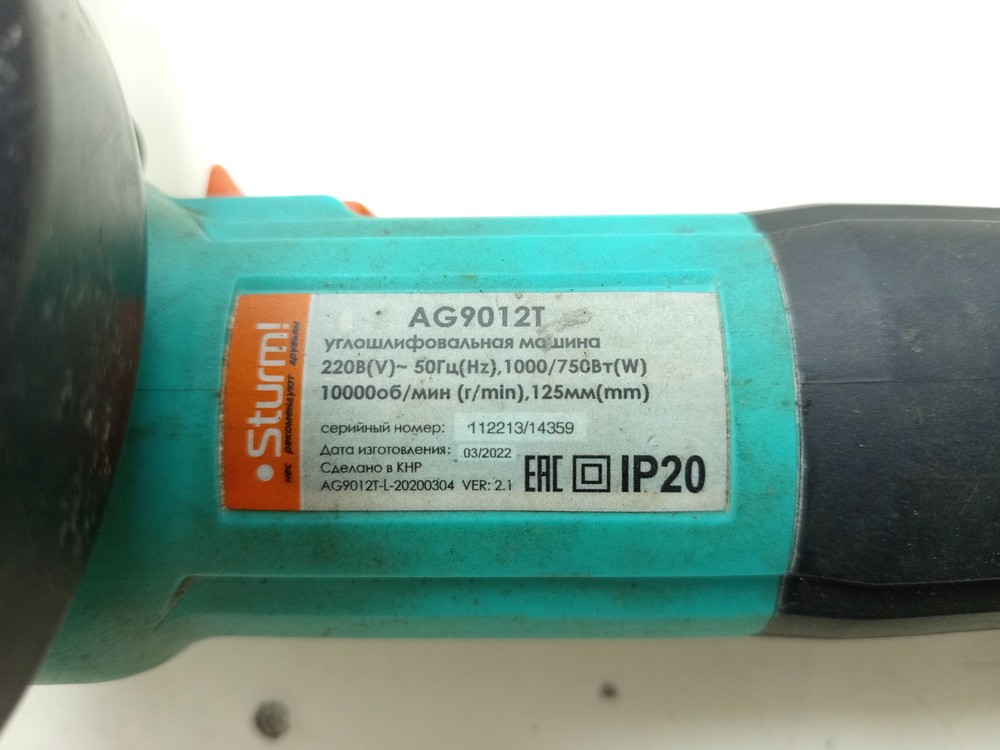 Sturm!
нас рекомендуют друзьям
AG9012T
углошлифовальная машина
220В(V)~ 50Гц(Hz),1000/750Вт(W)
10000об/мин (r/min),125мм(mm)
серийный номер: 112213/14359
Дата изготовления: 03/2022
Сделано в КНР
AG9012T-L-20200304 VER: 2.1
EAC IP20